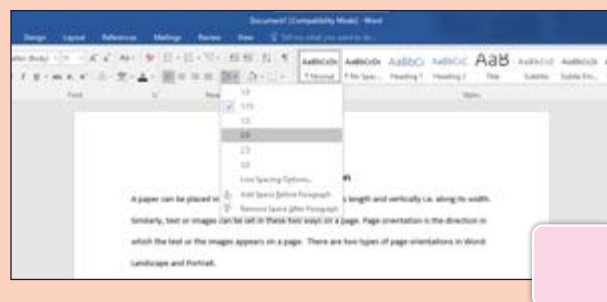 Document1 [Compatibility Mode] - Word
Design Layout References Mailings Review View Tell me what you want to do...
AaBbCcDc AaBbCcDc AaBbCc AaBbCcC AaB AaBbCcD AaBbCcDc
¶ Normal ¶ No Spac... Heading 1 Heading 2 Title Subtitle Subtle Em...
Font Styles
1.0
1.15
1.5
2.0
2.5
3.0
Line Spacing Options...
Add Space Before Paragraph
Remove Space After Paragraph
A paper can be placed in length and vertically i.e. along its width.
Similarly, text or images can be set in these two ways on a page. Page orientation is the direction in
which the text or the images appears on a page. There are two types of page orientations in Word:
Landscape and Portrait.